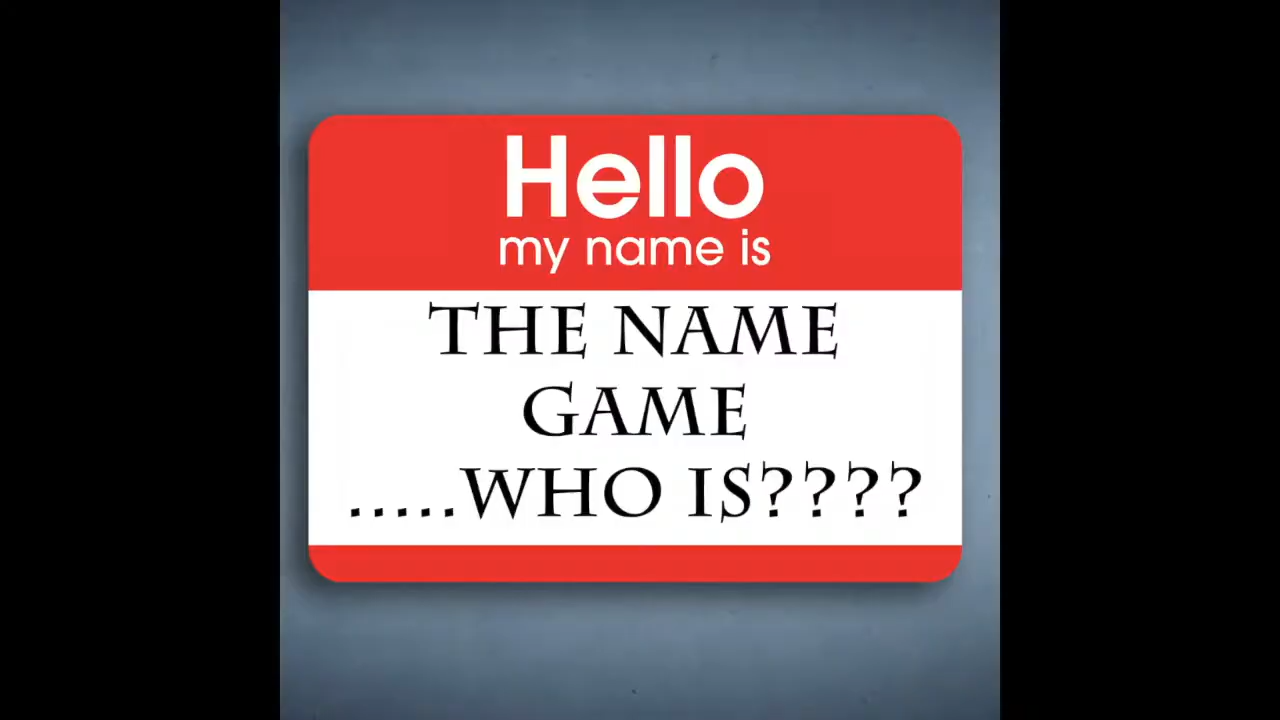 Hello
my name is
THE NAME
GAME
.....WHO IS????